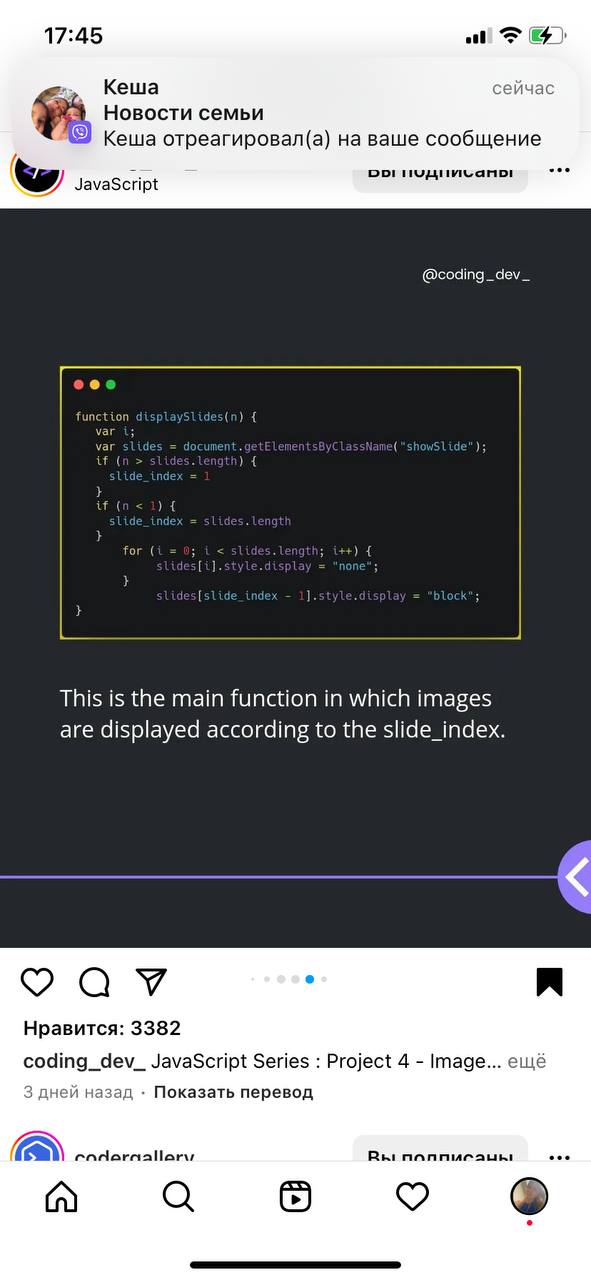 17:45
Кеша
сейчас
Новости семьи
Кеша отреагировал(а) на ваше сообщение
Вы подписаны
JavaScript
@coding_dev_
function displaySlides(n) {
var i;
var slides = document.getElementsByClassName("showSlide");
if (n > slides.length) {
slide_index = 1
}
if (n < 1) {
slide_index = slides.length
}
for (i = 0; i < slides.length; i++) {
slides[i].style.display = "none";
}
slides[slide_index - 1].style.display = "block";
}
This is the main function in which images
are displayed according to the slide_index.
Нравится: 3382
coding_dev_ JavaScript Series : Project 4 - Image... ещё
3 дней назад · Показать перевод
codergallery
Вы подписаны